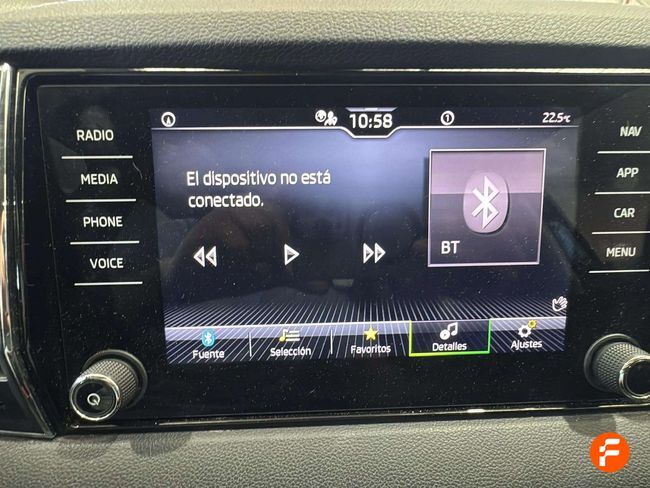 RADIO
MEDIA
PHONE
VOICE
10:58
1
22.5°C
El dispositivo no está
conectado.
BT
Fuente
Selección
Favoritos
Detalles
Ajustes
NAV
APP
CAR
MENU